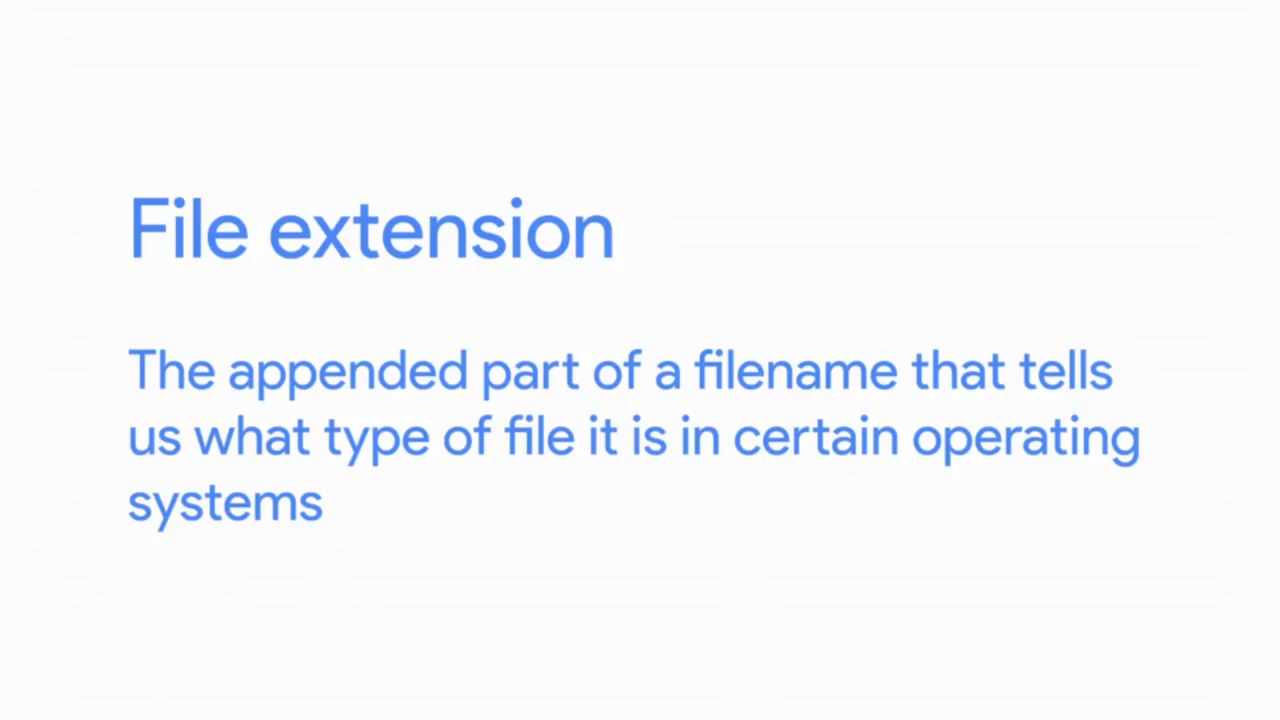 File extension
The appended part of a filename that tells
us what type of file it is in certain operating
systems